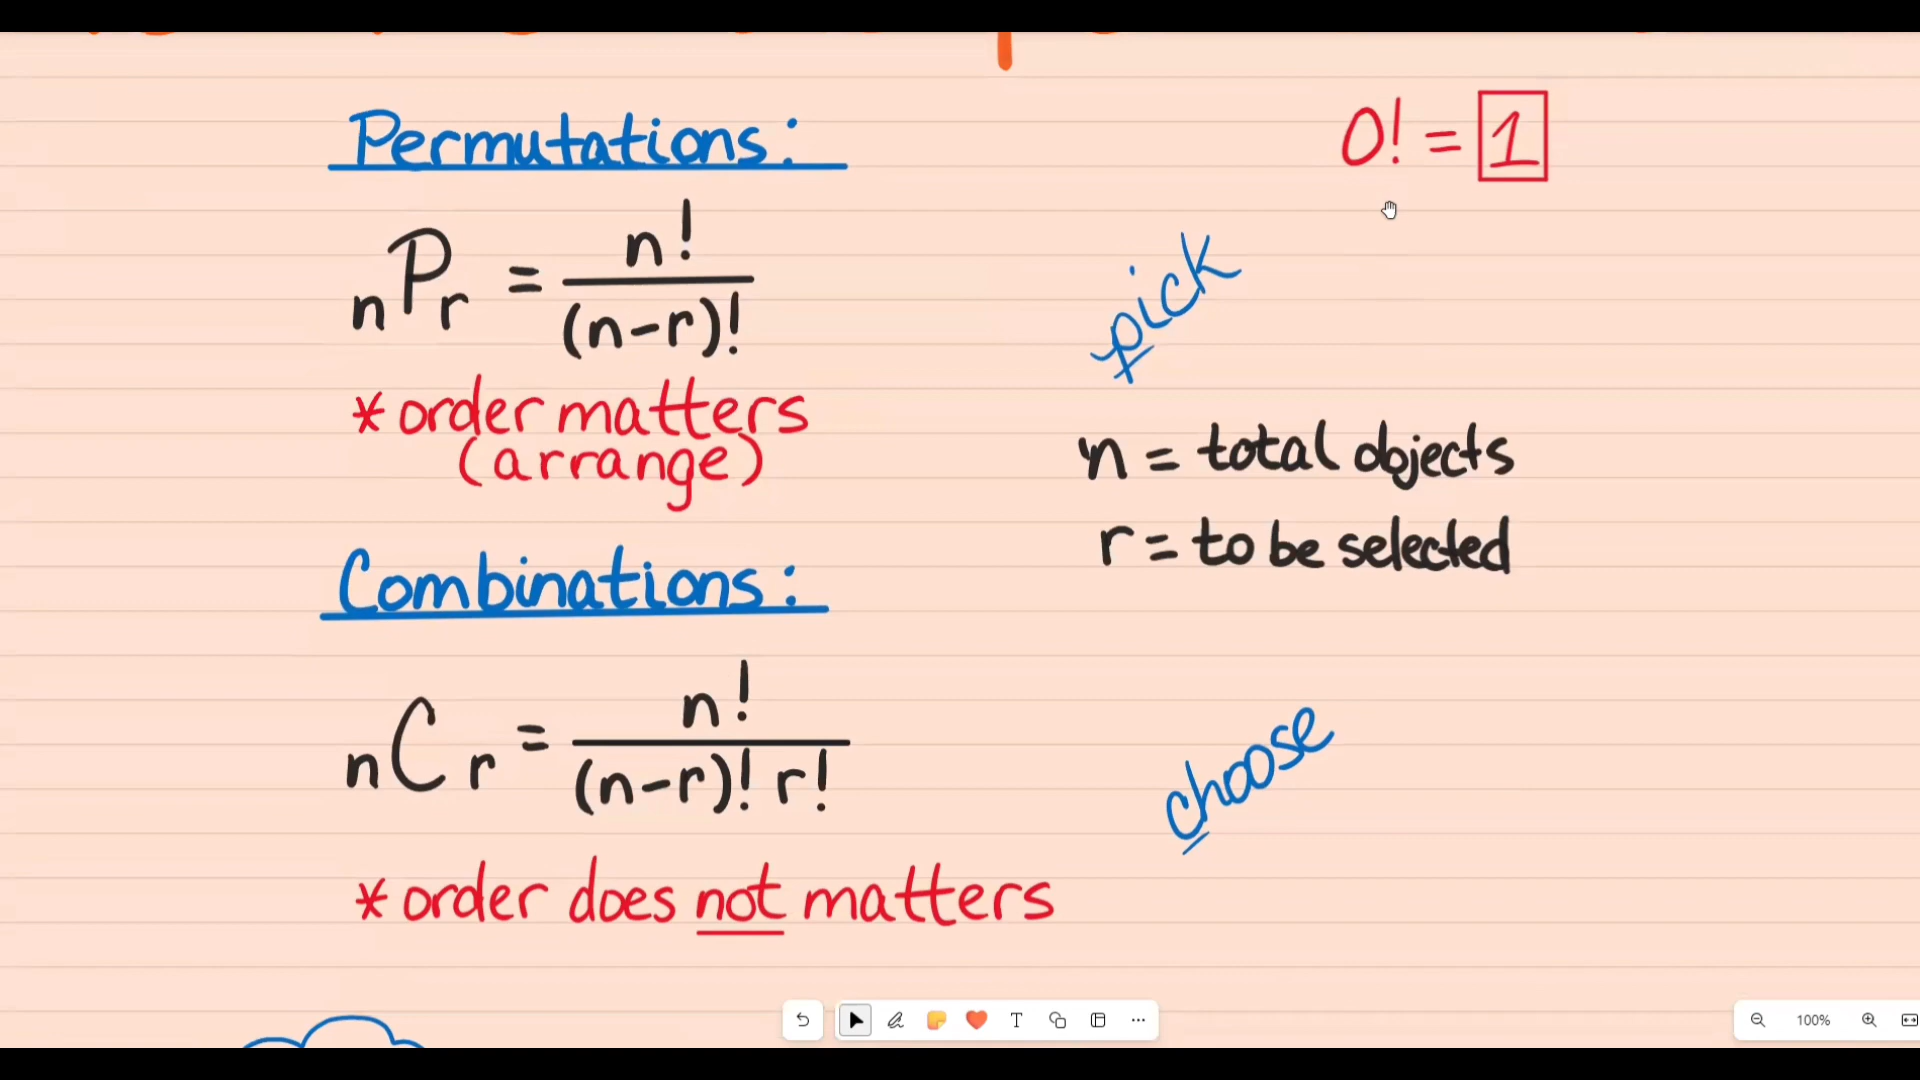 Permutations:
0! = 1
nPr = n! / (n-r)!
pick
*order matters
(arrange)
n = total objects
r = to be selected
Combinations:
nCr = n! / (n-r)! r!
choose
*order does not matters
T
100%